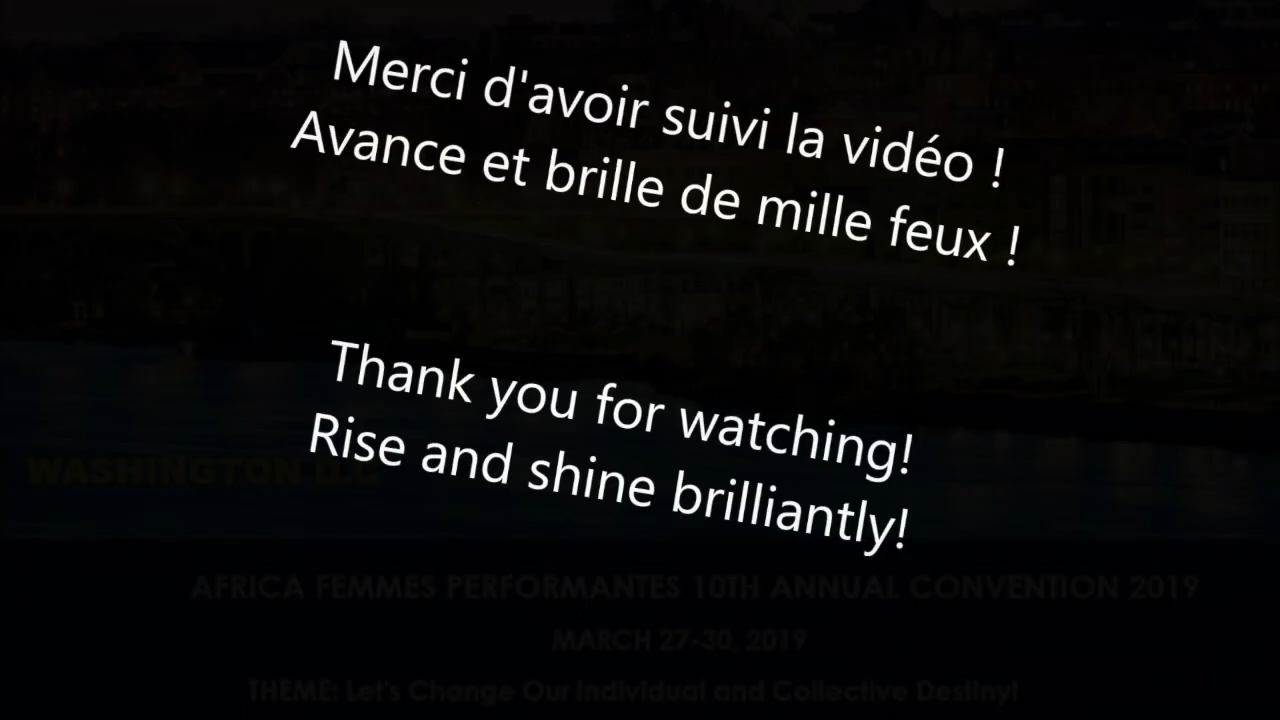 Merci d'avoir suivi la vidéo !
Avance et brille de mille feux !
Thank you for watching!
Rise and shine brilliantly!
WASHINGTON D.C
AFRICA FEMMES PERFORMANTES 10TH ANNUAL CONVENTION 2019
MARCH 27-30, 2019
THEME: Let's Change Our Individual and Collective Destiny!